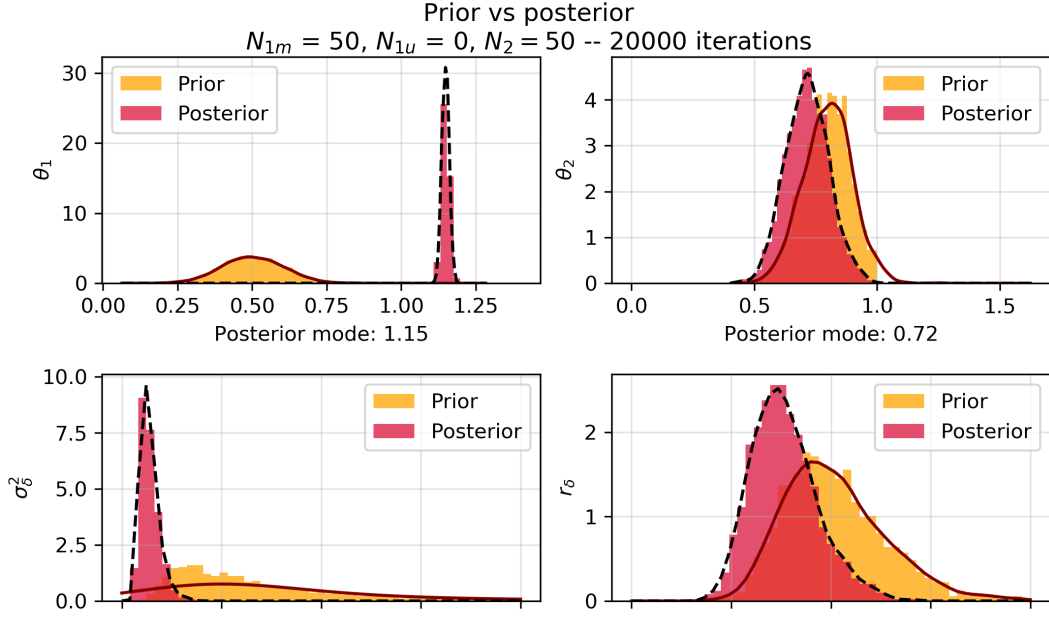 Prior vs posterior
N₁ₘ = 50, N₁ᵤ = 0, N₂ = 50 -- 20000 iterations
θ₁
30
20
10
0
Prior
Posterior
0.00 0.25 0.50 0.75 1.00 1.25
Posterior mode: 1.15
θ₂
4
3
2
1
0
Prior
Posterior
0.0 0.5 1.0 1.5
Posterior mode: 0.72
σ²δ
10.0
7.5
5.0
2.5
0.0
Prior
Posterior
rδ
2
1
0
Prior
Posterior